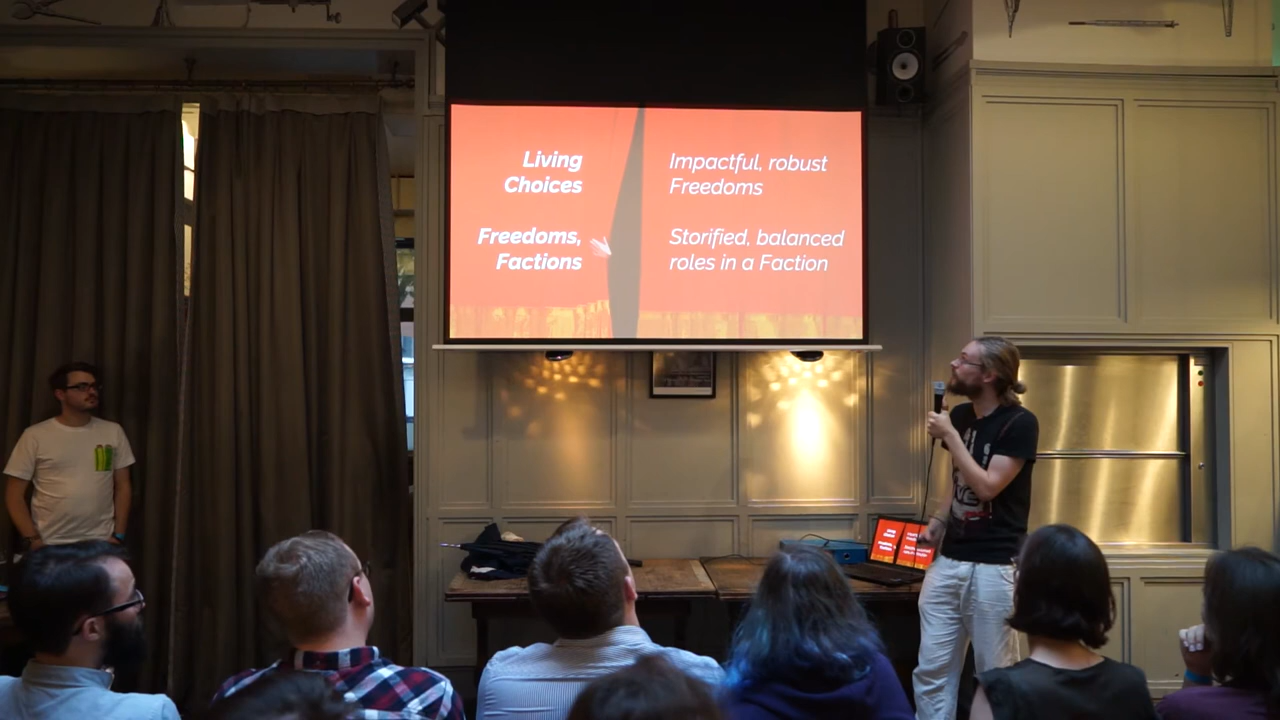 Living
Choices
Impactful, robust
Freedoms
Freedoms,
Factions
Storified, balanced
roles in a Faction